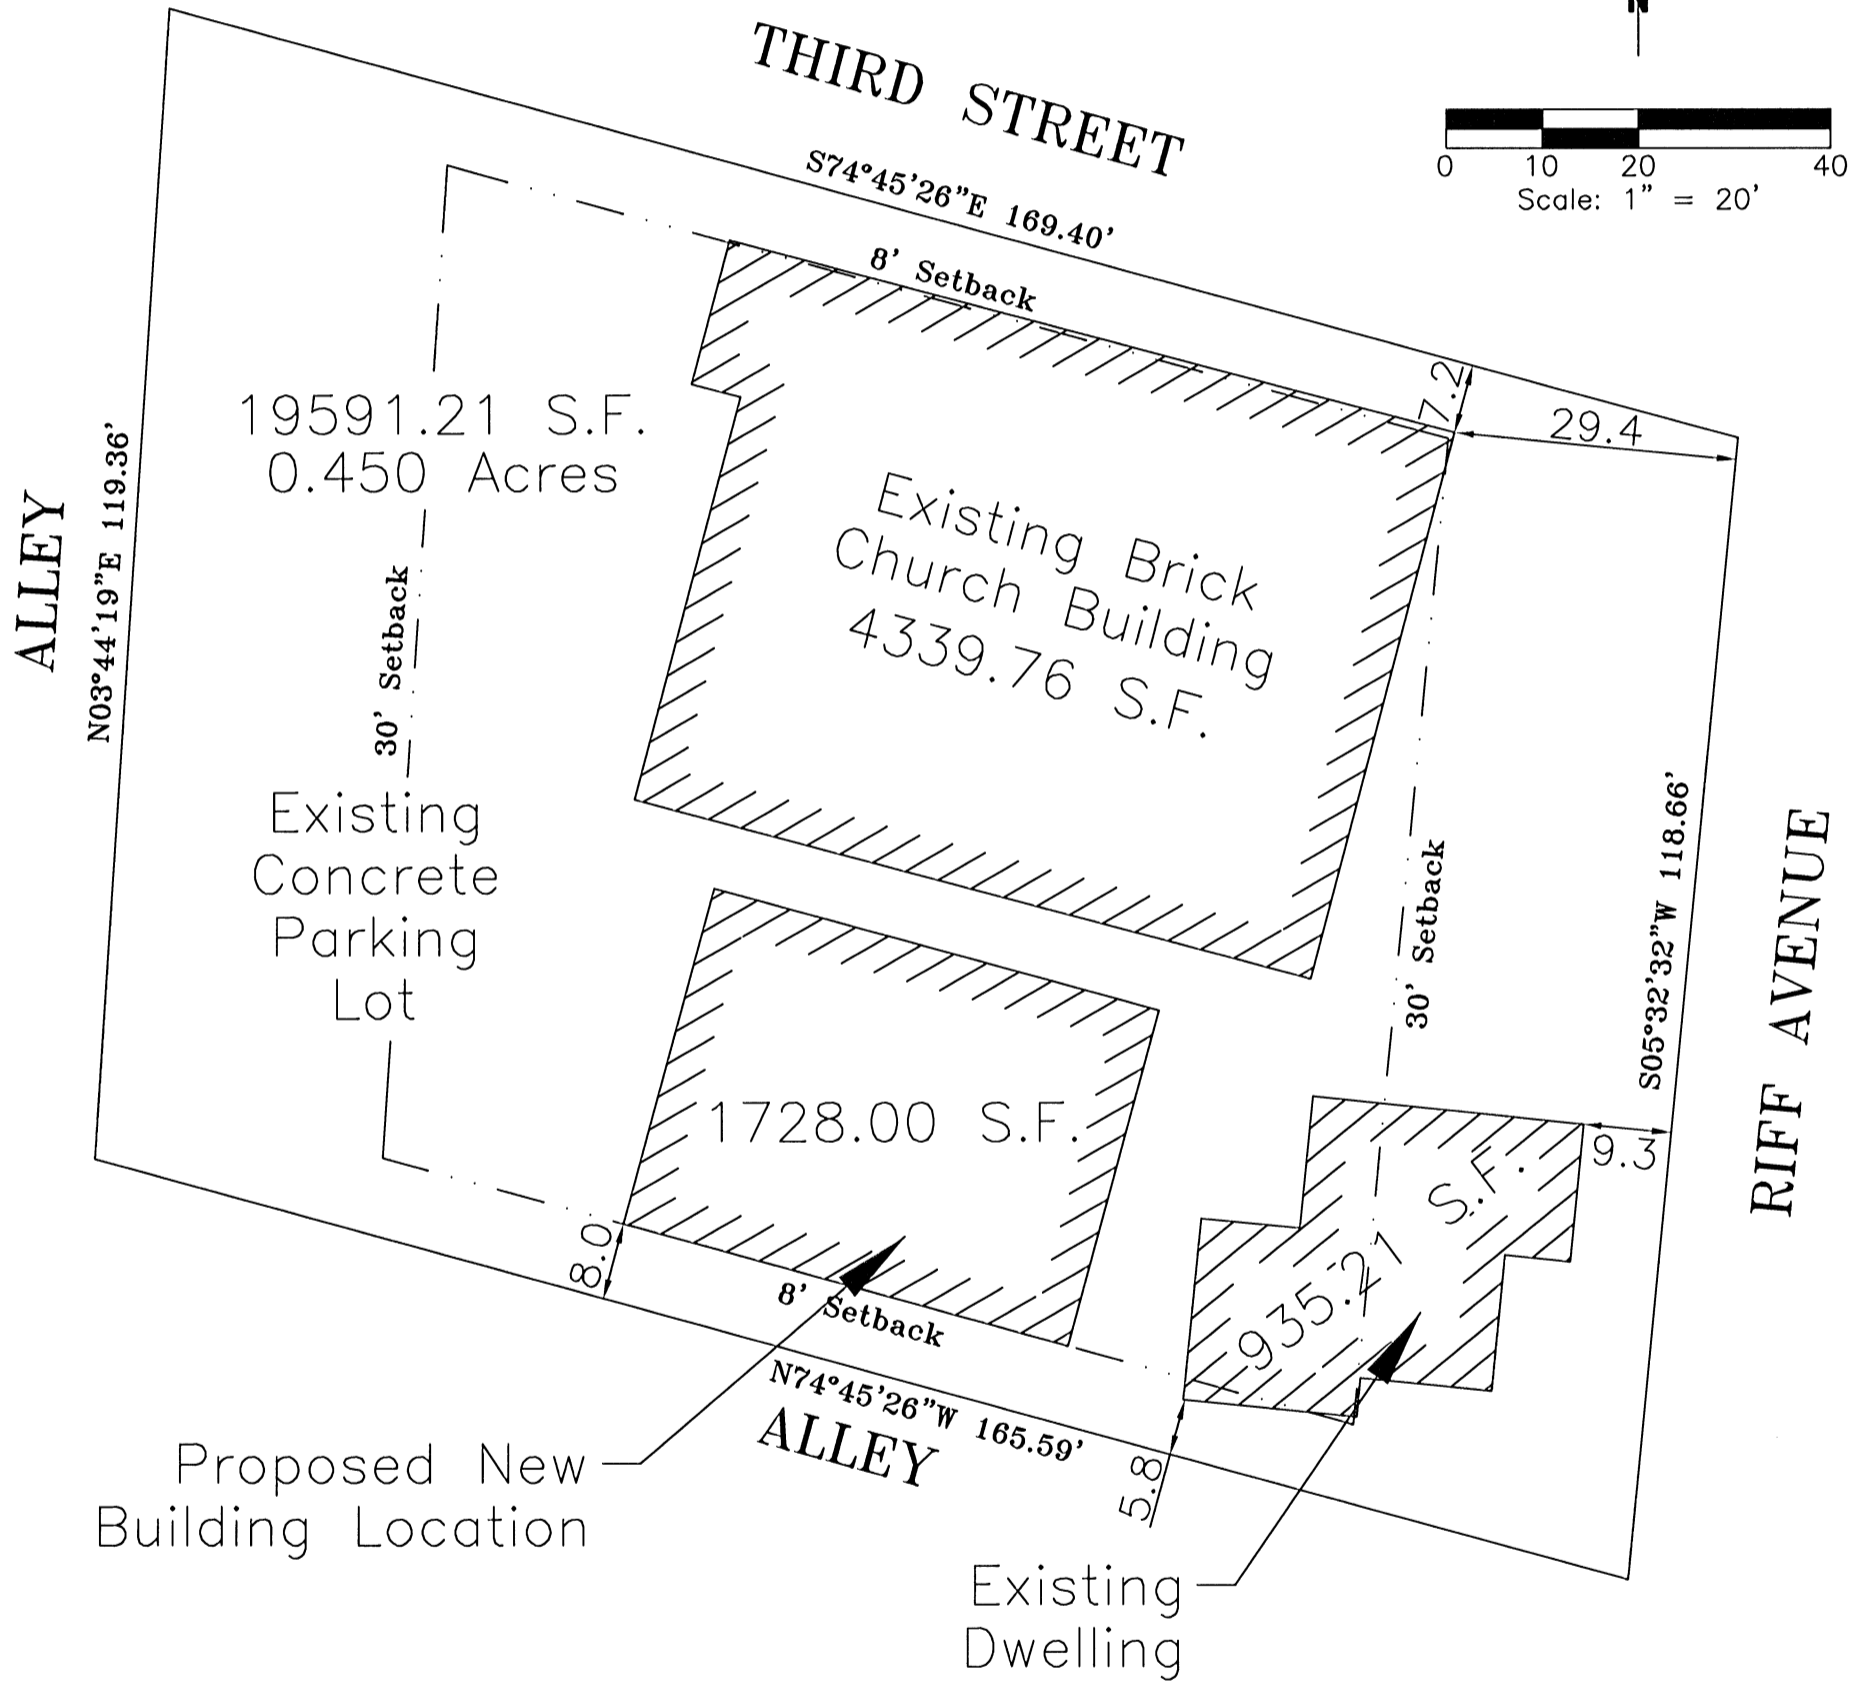 N
THIRD STREET
0 10 20 40
Scale: 1" = 20'
S74°45'26"E 169.40'
8' Setback
7.2
29.4
19591.21 S.F.
0.450 Acres
ALLEY
N03°44'19"E 119.36'
30' Setback
Existing Brick
Church Building
4339.76 S.F.
Existing
Concrete
Parking
Lot
30' Setback
S05°32'32"W 118.66'
RIFF AVENUE
1728.00 S.F.
9.3
935.21 S.F.
8.0
8' Setback
N74°45'26"W 165.59'
ALLEY
5.8
Proposed New
Building Location
Existing
Dwelling